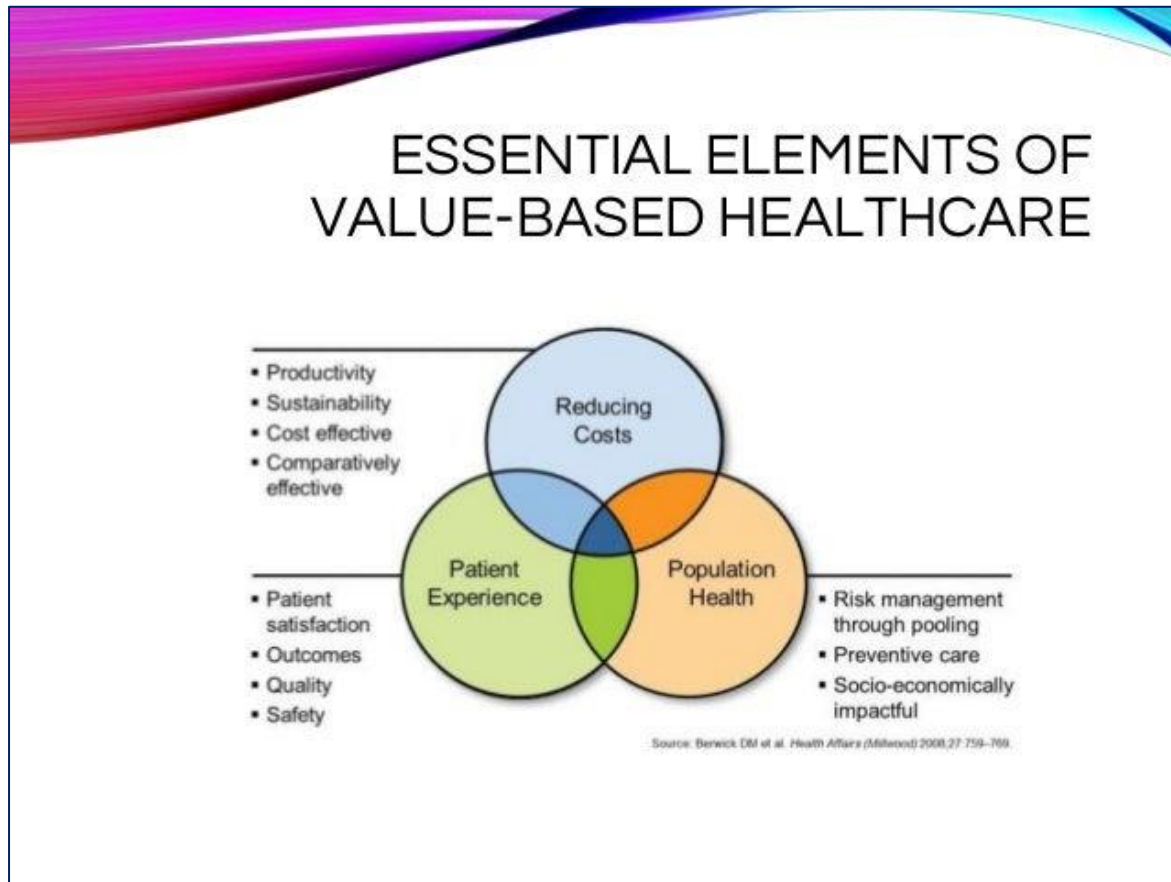 ESSENTIAL ELEMENTS OF
VALUE-BASED HEALTHCARE
▪ Productivity
▪ Sustainability
▪ Cost effective
▪ Comparatively
effective
Reducing
Costs
Patient
Experience
Population
Health
▪ Patient
satisfaction
▪ Outcomes
▪ Quality
▪ Safety
▪ Risk management
through pooling
▪ Preventive care
▪ Socio-economically
impactful
Source: Berwick DM et al. Health Affairs (Millwood) 2008;27:759–769.